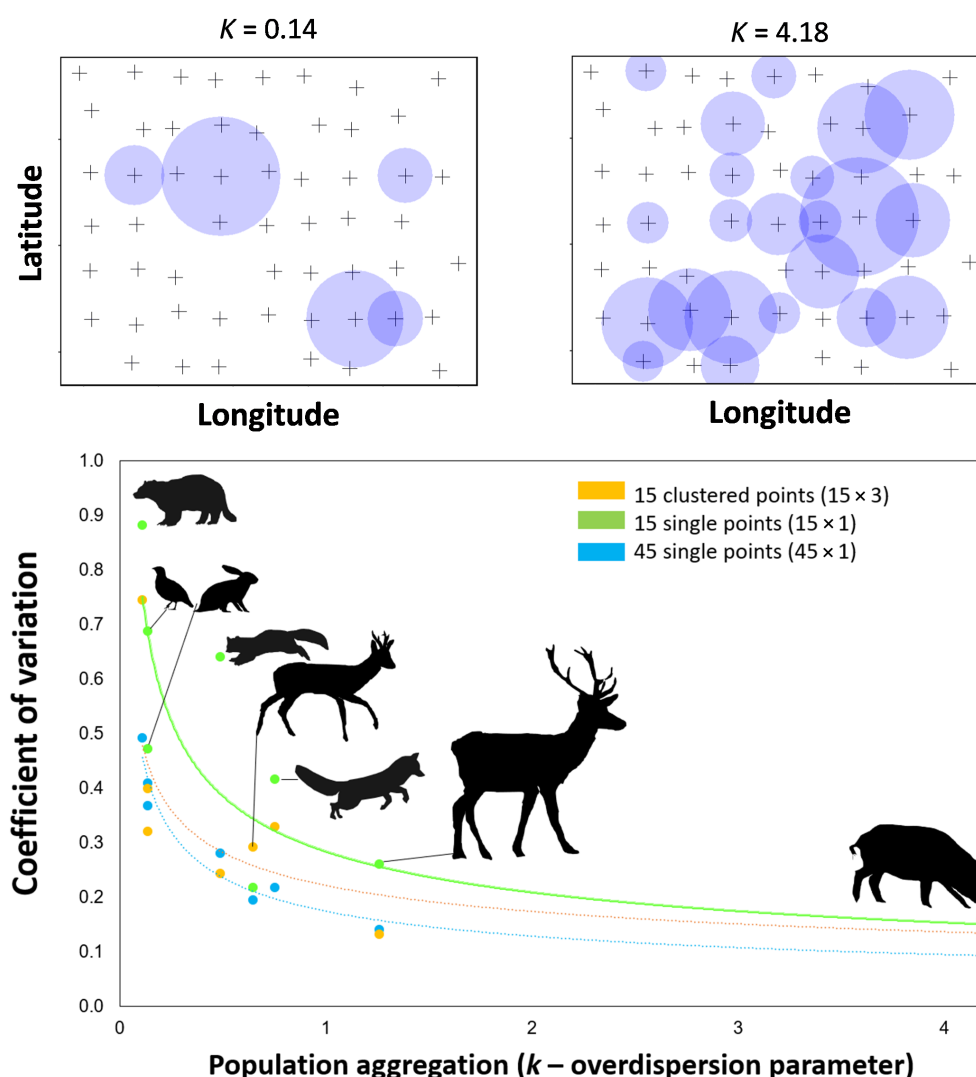 K = 0.14
K = 4.18
Latitude
Longitude
Longitude
1.0
0.9
0.8
0.7
0.6
0.5
0.4
0.3
0.2
0.1
0.0
Coefficient of variation
15 clustered points (15 × 3)
15 single points (15 × 1)
45 single points (45 × 1)
0 1 2 3 4
Population aggregation (k – overdispersion parameter)